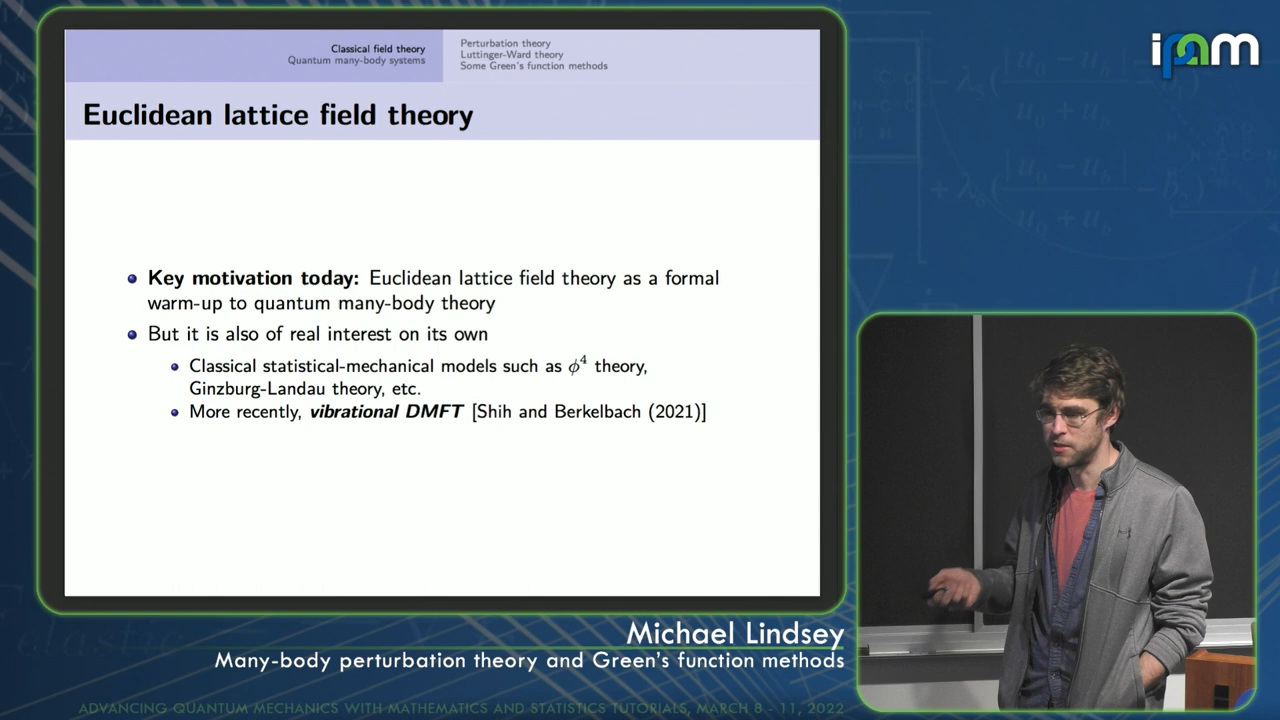 Classical field theory
Quantum many-body systems
Perturbation theory
Luttinger-Ward theory
Some Green's function methods
ipam
Euclidean lattice field theory
Key motivation today: Euclidean lattice field theory as a formal
warm-up to quantum many-body theory
But it is also of real interest on its own
Classical statistical-mechanical models such as ϕ⁴ theory,
Ginzburg-Landau theory, etc.
More recently, vibrational DMFT [Shih and Berkelbach (2021)]
Michael Lindsey
Many-body perturbation theory and Green's function methods
ADVANCING QUANTUM MECHANICS WITH MATHEMATICS AND STATISTICS TUTORIALS, MARCH 8 - 11, 2022